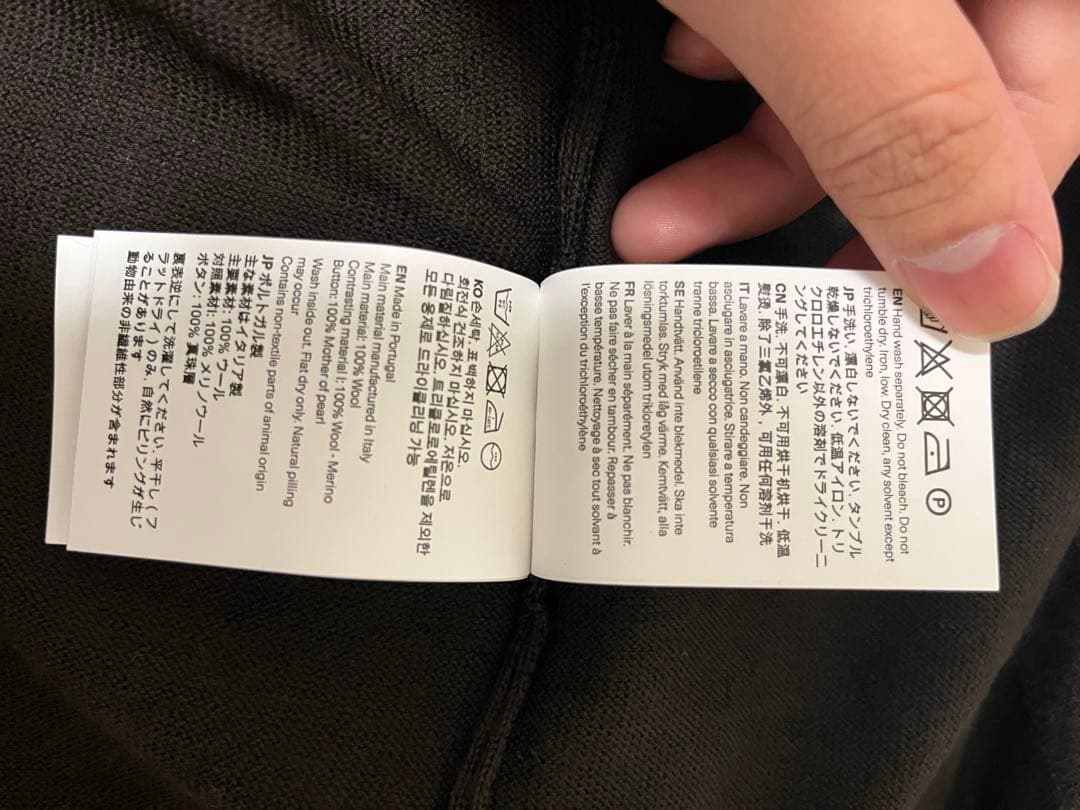 EN Hand wash separately. Do not bleach. Do not
tumble dry. Iron, low. Dry clean, any solvent except
trichloroethylene
JP 手洗い. 漂白しないでください. タンブル
乾燥しないでください. 低温アイロン. トリ
クロロエチレン以外の溶剤でドライクリーニ
ングしてください
CN 手洗. 不可漂白. 不可用烘干机烘干. 低温
熨烫. 除了三氯乙烯外，可用任何溶剂干洗
IT Lavare a mano. Non candeggiare. Non
asciugare in asciugatrice. Stirare a temperatura
bassa. Lavare a secco con qualsiasi solvente
tranne tricloroetilene
SE Handtvätt. Använd inte blekmedel. Ska inte
torktumlas. Stryk med låg värme. Kemtvätt, alla
lösningsmedel utom trikloretylen
FR Laver à la main séparément. Ne pas blanchir.
Ne pas faire sécher en tambour. Repasser à
basse température. Nettoyage à sec tout solvant à
l'exception du trichloroéthylène
P
KO 손세탁. 표백하지 마십시오.
회전식 건조하지 마십시오. 저온으로
다림질하십시오. 트리클로로에틸렌을 제외한
모든 용제로 드라이클리닝 가능
EN Made in Portugal
Main material manufactured in Italy
Main material: 100% Wool
Contrasting material I: 100% Wool - Merino
Button: 100% Mother of pearl
Wash inside out. Flat dry only. Natural pilling
may occur
Contains non-textile parts of animal origin
JP ポルトガル製
主な素材はイタリア製
主要素材: 100% ウール
対照素材I: 100% メリノウール
ボタン: 100% 真珠層
裏表逆にして洗濯してください. 平干し (フ
ラットドライ) のみ. 自然にピリングが生じ
ることがあります
動物由来の非繊維性部分が含まれます